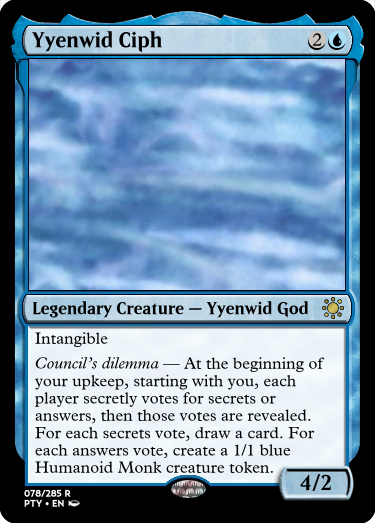 Yyenwid Ciph 2
Legendary Creature — Yyenwid God
Intangible
Council's dilemma — At the beginning of
your upkeep, starting with you, each
player secretly votes for secrets or
answers, then those votes are revealed.
For each secrets vote, draw a card. For
each answers vote, create a 1/1 blue
Humanoid Monk creature token.
4/2
078/285 R
PTY • EN